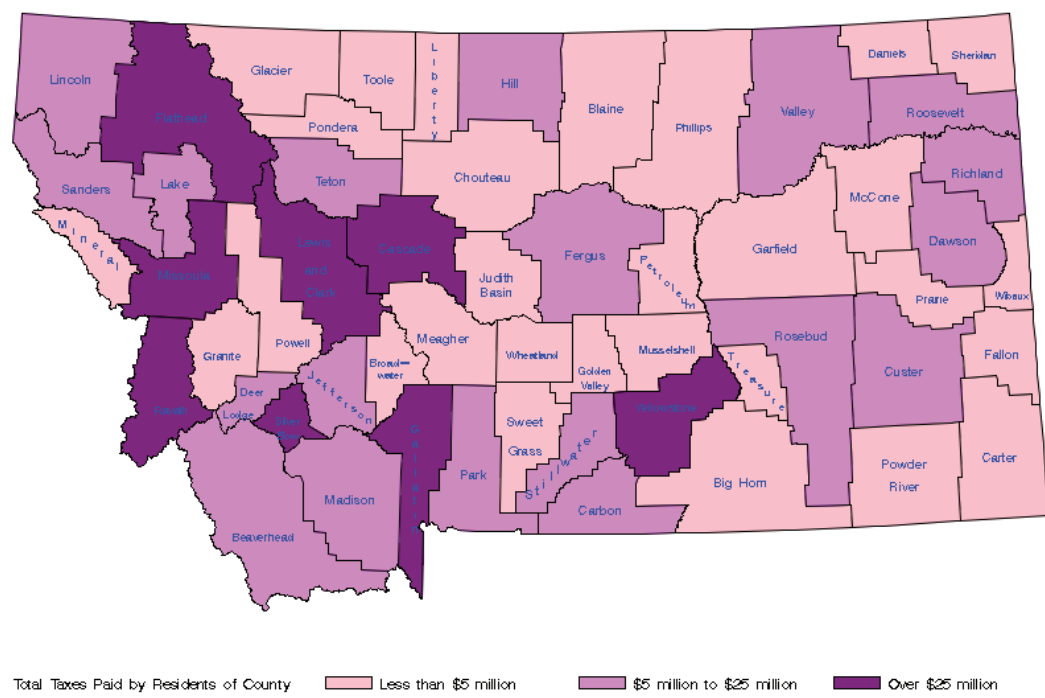 Lincoln
Flathead
Glacier
Toole
Liberty
Hill
Blaine
Phillips
Valley
Daniels
Sheridan
Roosevelt
Pondera
Sanders
Lake
Teton
Chouteau
McCone
Richland
Mineral
Missoula
Lewis
and
Clark
Cascade
Judith
Basin
Fergus
Petroleum
Garfield
Dawson
Prarie
Wibaux
Granite
Powell
Meagher
Broad-
water
Wheatland
Golden
Valley
Musselshell
Treasure
Rosebud
Custer
Fallon
Ravalli
Deer
Lodge
Silver
Bow
Jefferson
Gallatin
Park
Sweet
Grass
Stillwater
Yellowstone
Big Horn
Powder
River
Carter
Beaverhead
Madison
Carbon
Total Taxes Paid by Residents of County
Less than $5 million
$5 million to $25 million
Over $25 million